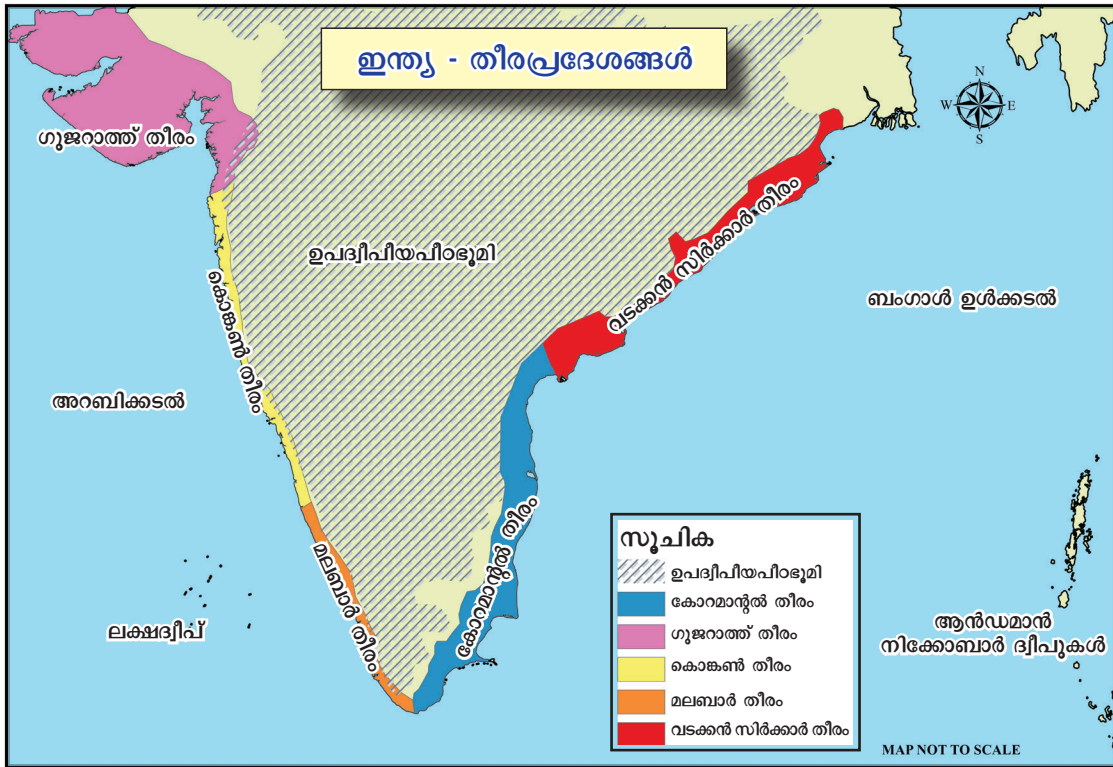 ഇന്ത്യ - തീരപ്രദേശങ്ങൾ
N
W
E
S
ഗുജറാത്ത് തീരം
ഉപദ്വീപീയപീഠഭൂമി
വടക്കൻ സിർക്കാർ തീരം
ബംഗാൾ ഉൾക്കടൽ
കൊങ്കൺ തീരം
അറബിക്കടൽ
മലബാർ തീരം
കോറമാന്റൽ തീരം
ലക്ഷദ്വീപ്
ആൻഡമാൻ
നിക്കോബാർ ദ്വീപുകൾ
സൂചിക
ഉപദ്വീപീയപീഠഭൂമി
കോറമാന്റൽ തീരം
ഗുജറാത്ത് തീരം
കൊങ്കൺ തീരം
മലബാർ തീരം
വടക്കൻ സിർക്കാർ തീരം
MAP NOT TO SCALE